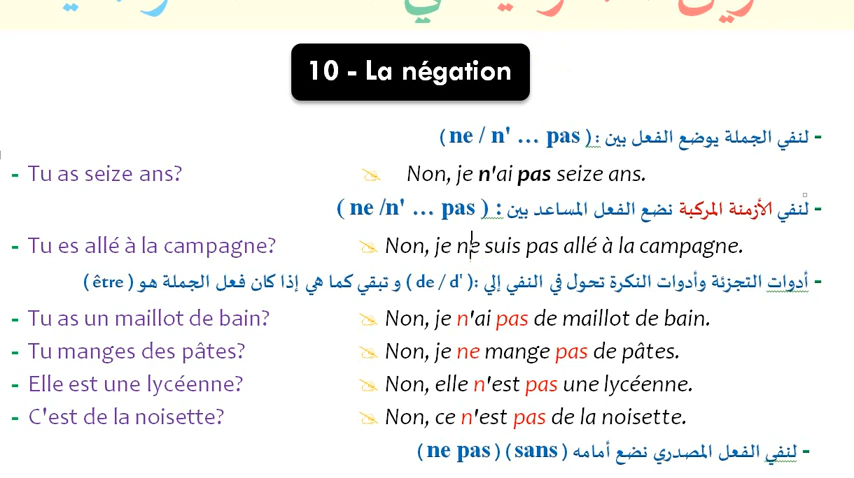 10 - La négation
- لنفي الجملة يوضع الفعل بين : ( ne / n' … pas )
- Tu as seize ans? Non, je n'ai pas seize ans.
- لنفي الأزمنة المركبة نضع الفعل المساعد بين : ( ne /n' … pas )
- Tu es allé à la campagne? Non, je ne suis pas allé à la campagne.
- أدوات التجزئة وأدوات النكرة تحول في النفي إلي :( de / d' ) و تبقي كما هي إذا كان فعل الجملة هو ( être )
- Tu as un maillot de bain? Non, je n'ai pas de maillot de bain.
- Tu manges des pâtes? Non, je ne mange pas de pâtes.
- Elle est une lycéenne? Non, elle n'est pas une lycéenne.
- C'est de la noisette? Non, ce n'est pas de la noisette.
- لنفي الفعل المصدري نضع أمامه ( sans ) ( ne pas )